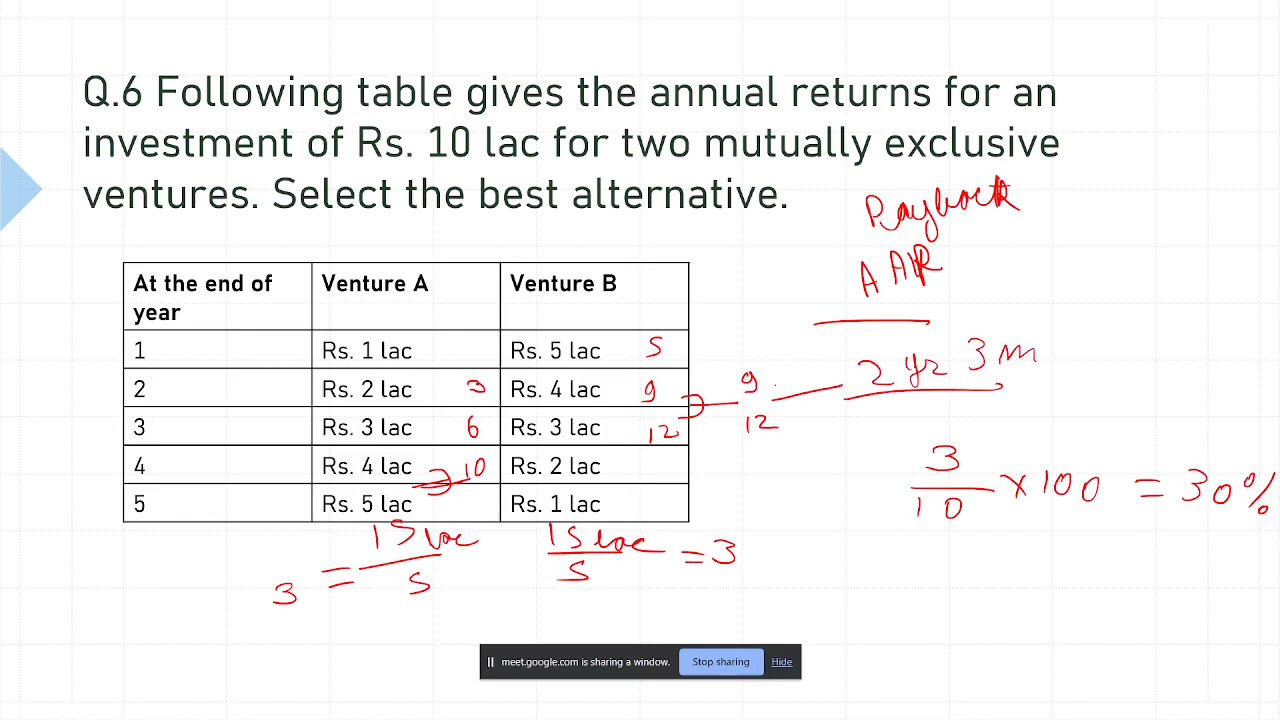 Q.6 Following table gives the annual returns for an
investment of Rs. 10 lac for two mutually exclusive
ventures. Select the best alternative.
Payback
AAR
At the end of year Venture A Venture B
1 Rs. 1 lac Rs. 5 lac 5
2 Rs. 2 lac 3 Rs. 4 lac 9
3 Rs. 3 lac 6 Rs. 3 lac 12
4 Rs. 4 lac 10 Rs. 2 lac
5 Rs. 5 lac Rs. 1 lac
9
12
2 yr 3 m
3/10 × 100 = 30%
3 = 15 lac/5
15 lac/5 = 3
meet.google.com is sharing a window. Stop sharing Hide